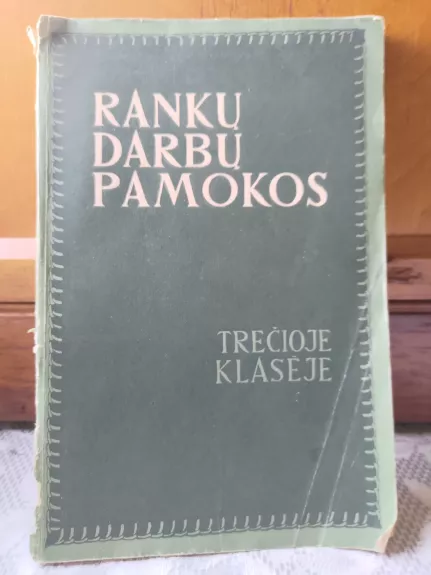 RANKŲ
DARBŲ
PAMOKOS
TREČIOJE
KLASĖJE